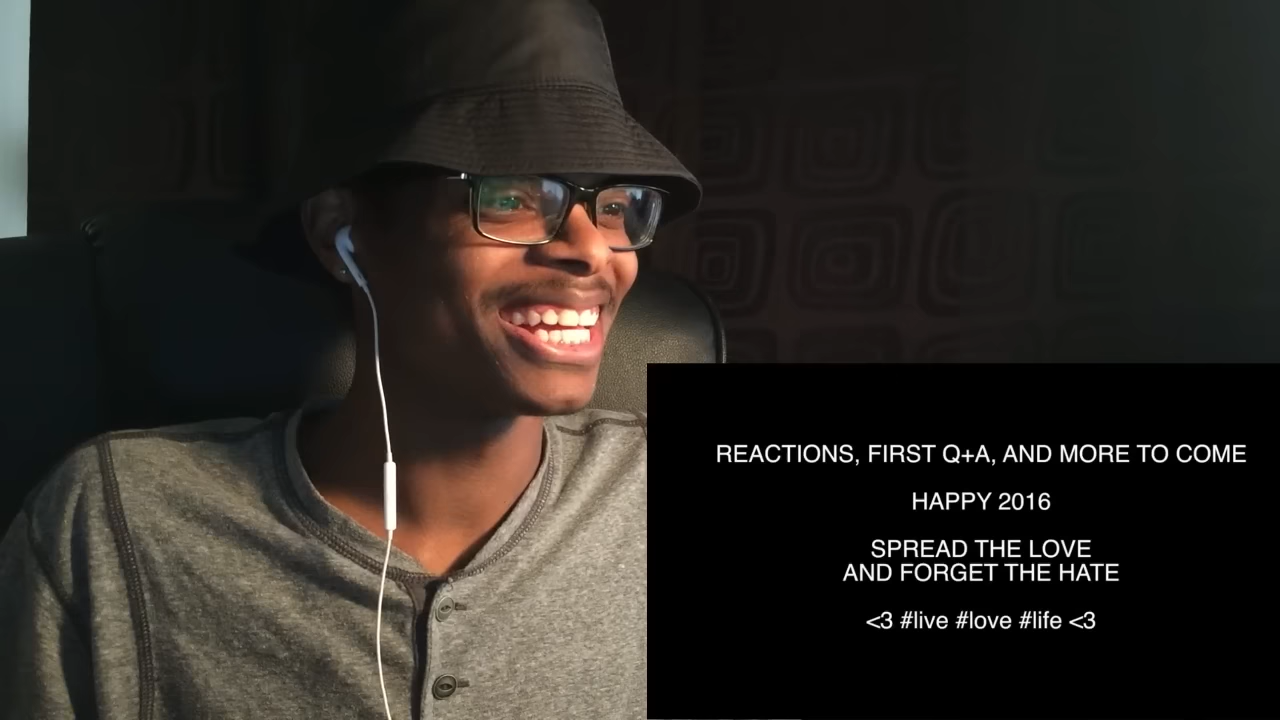 REACTIONS, FIRST Q+A, AND MORE TO COME
HAPPY 2016
SPREAD THE LOVE
AND FORGET THE HATE
<3 #live #love #life <3